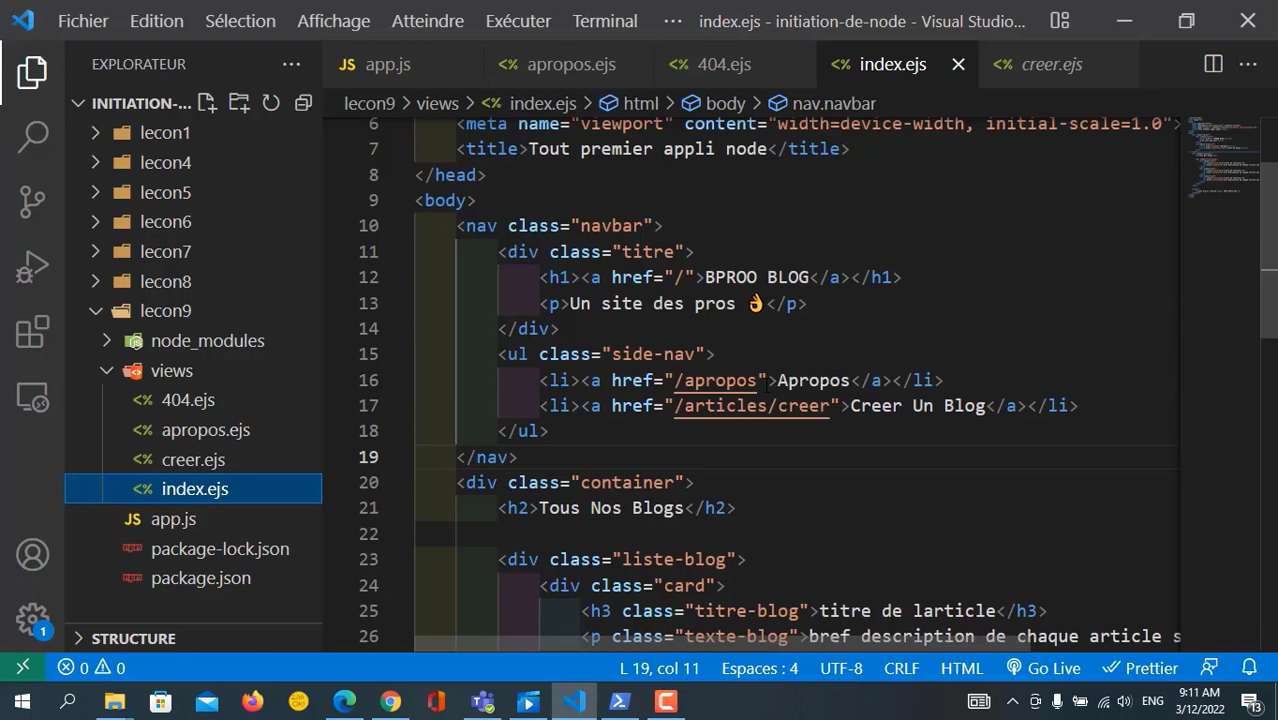 Fichier Edition Sélection Affichage Atteindre Exécuter Terminal ··· index.ejs - initiation-de-node - Visual Studio...
EXPLORATEUR ···
JS app.js <% apropos.ejs <% 404.ejs <% index.ejs <% creer.ejs ···
INITIATION-...
lecon9 > views > <% index.ejs > html > body > nav.navbar
lecon1
lecon4
lecon5
lecon6
lecon7
lecon8
lecon9
node_modules
views
<% 404.ejs
<% apropos.ejs
<% creer.ejs
<% index.ejs
JS app.js
package-lock.json
package.json
STRUCTURE
6 <meta name="viewport" content="width=device-width, initial-scale=1.0"
7 <title>Tout premier appli node</title>
8 </head>
9 <body>
10 <nav class="navbar">
11 <div class="titre">
12 <h1><a href="/">BPROO BLOG</a></h1>
13 <p>Un site des pros 👌</p>
14 </div>
15 <ul class="side-nav">
16 <li><a href="/apropos">Apropos</a></li>
17 <li><a href="/articles/creer">Creer Un Blog</a></li>
18 </ul>
19 </nav>
20 <div class="container">
21 <h2>Tous Nos Blogs</h2>
22
23 <div class="liste-blog">
24 <div class="card">
25 <h3 class="titre-blog">titre de larticle</h3>
26 <p class="texte-blog">bref description de chaque article s
1
0 0 L 19, col 11 Espaces : 4 UTF-8 CRLF HTML Go Live Prettier
ENG 9:11 AM
3/12/2022 13